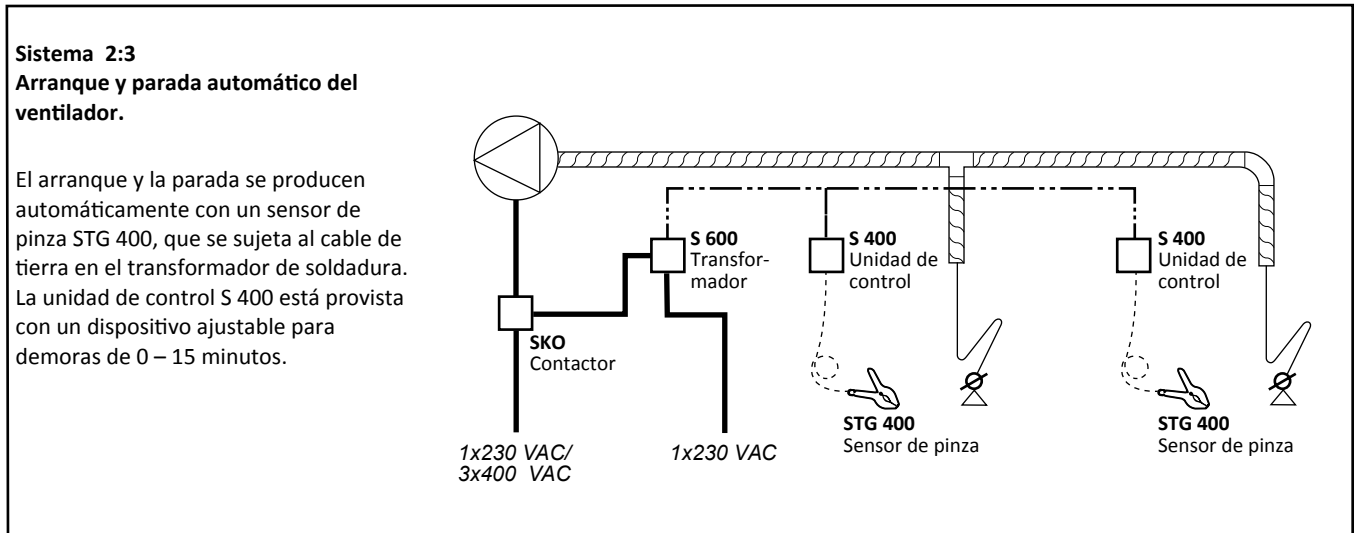 Sistema  2:3
Arranque y parada automático del
ventilador.
El arranque y la parada se producen
automáticamente con un sensor de
pinza STG 400, que se sujeta al cable de
tierra en el transformador de soldadura.
La unidad de control S 400 está provista
con un dispositivo ajustable para
demoras de 0 – 15 minutos.
S 600
Transfor-
mador
S 400
Unidad de
control
S 400
Unidad de
control
SKO
Contactor
STG 400
Sensor de pinza
STG 400
Sensor de pinza
1x230 VAC/
3x400  VAC
1x230 VAC